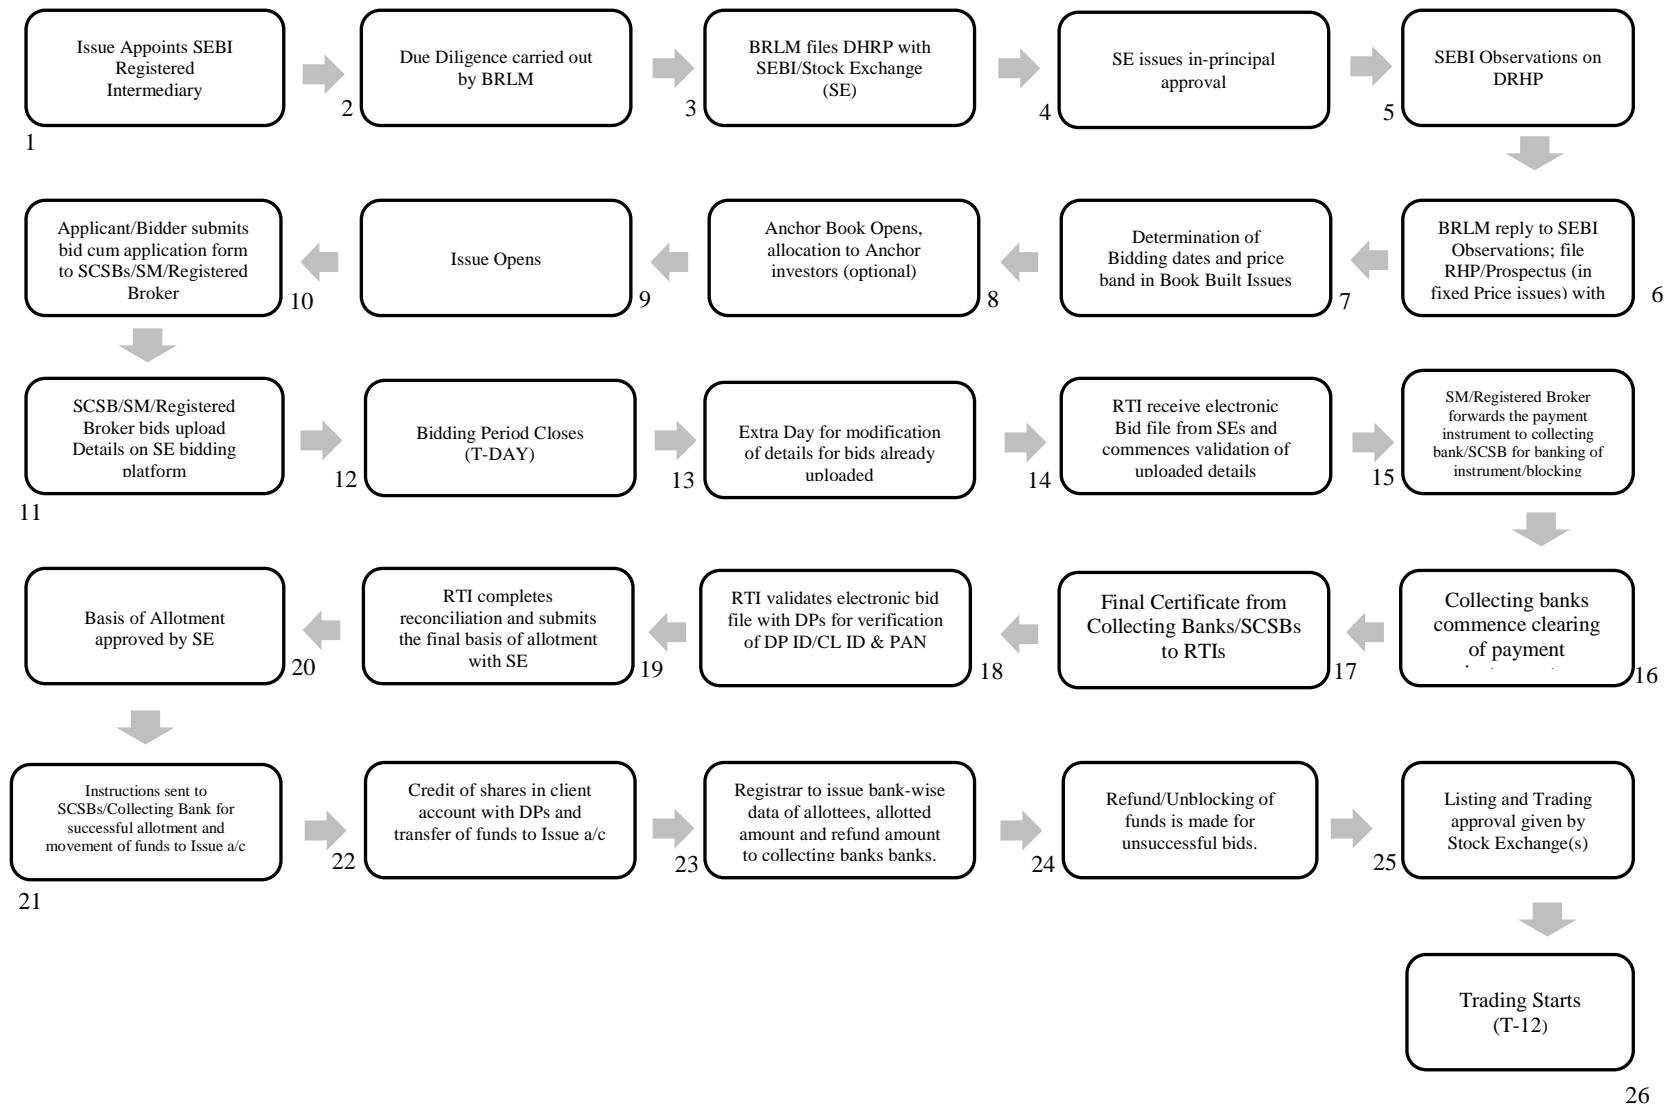 Issue Appoints SEBI
Registered
Intermediary
1
Due Diligence carried out
by BRLM
2
BRLM files DHRP with
SEBI/Stock Exchange
(SE)
3
SE issues in-principal
approval
4
SEBI Observations on
DRHP
5
BRLM reply to SEBI
Observations; file
RHP/Prospectus (in
fixed Price issues) with
6
Determination of
Bidding dates and price
band in Book Built Issues
7
Anchor Book Opens,
allocation to Anchor
investors (optional)
8
Issue Opens
9
Applicant/Bidder submits
bid cum application form
to SCSBs/SM/Registered
Broker
10
SCSB/SM/Registered
Broker bids upload
Details on SE bidding
platform
11
Bidding Period Closes
(T-DAY)
12
Extra Day for modification
of details for bids already
uploaded
13
RTI receive electronic
Bid file from SEs and
commences validation of
uploaded details
14
SM/Registered Broker
forwards the payment
instrument to collecting
bank/SCSB for banking of
instrument/blocking
15
Collecting banks
commence clearing
of payment
16
Final Certificate from
Collecting Banks/SCSBs
to RTIs
17
RTI validates electronic bid
file with DPs for verification
of DP ID/CL ID & PAN
18
RTI completes
reconciliation and submits
the final basis of allotment
with SE
19
Basis of Allotment
approved by SE
20
Instructions sent to
SCSBs/Collecting Bank for
successful allotment and
movement of funds to Issue a/c
21
Credit of shares in client
account with DPs and
transfer of funds to Issue a/c
22
Registrar to issue bank-wise
data of allottees, allotted
amount and refund amount
to collecting banks banks.
23
Refund/Unblocking of
funds is made for
unsuccessful bids.
24
Listing and Trading
approval given by
Stock Exchange(s)
25
Trading Starts
(T-12)
26